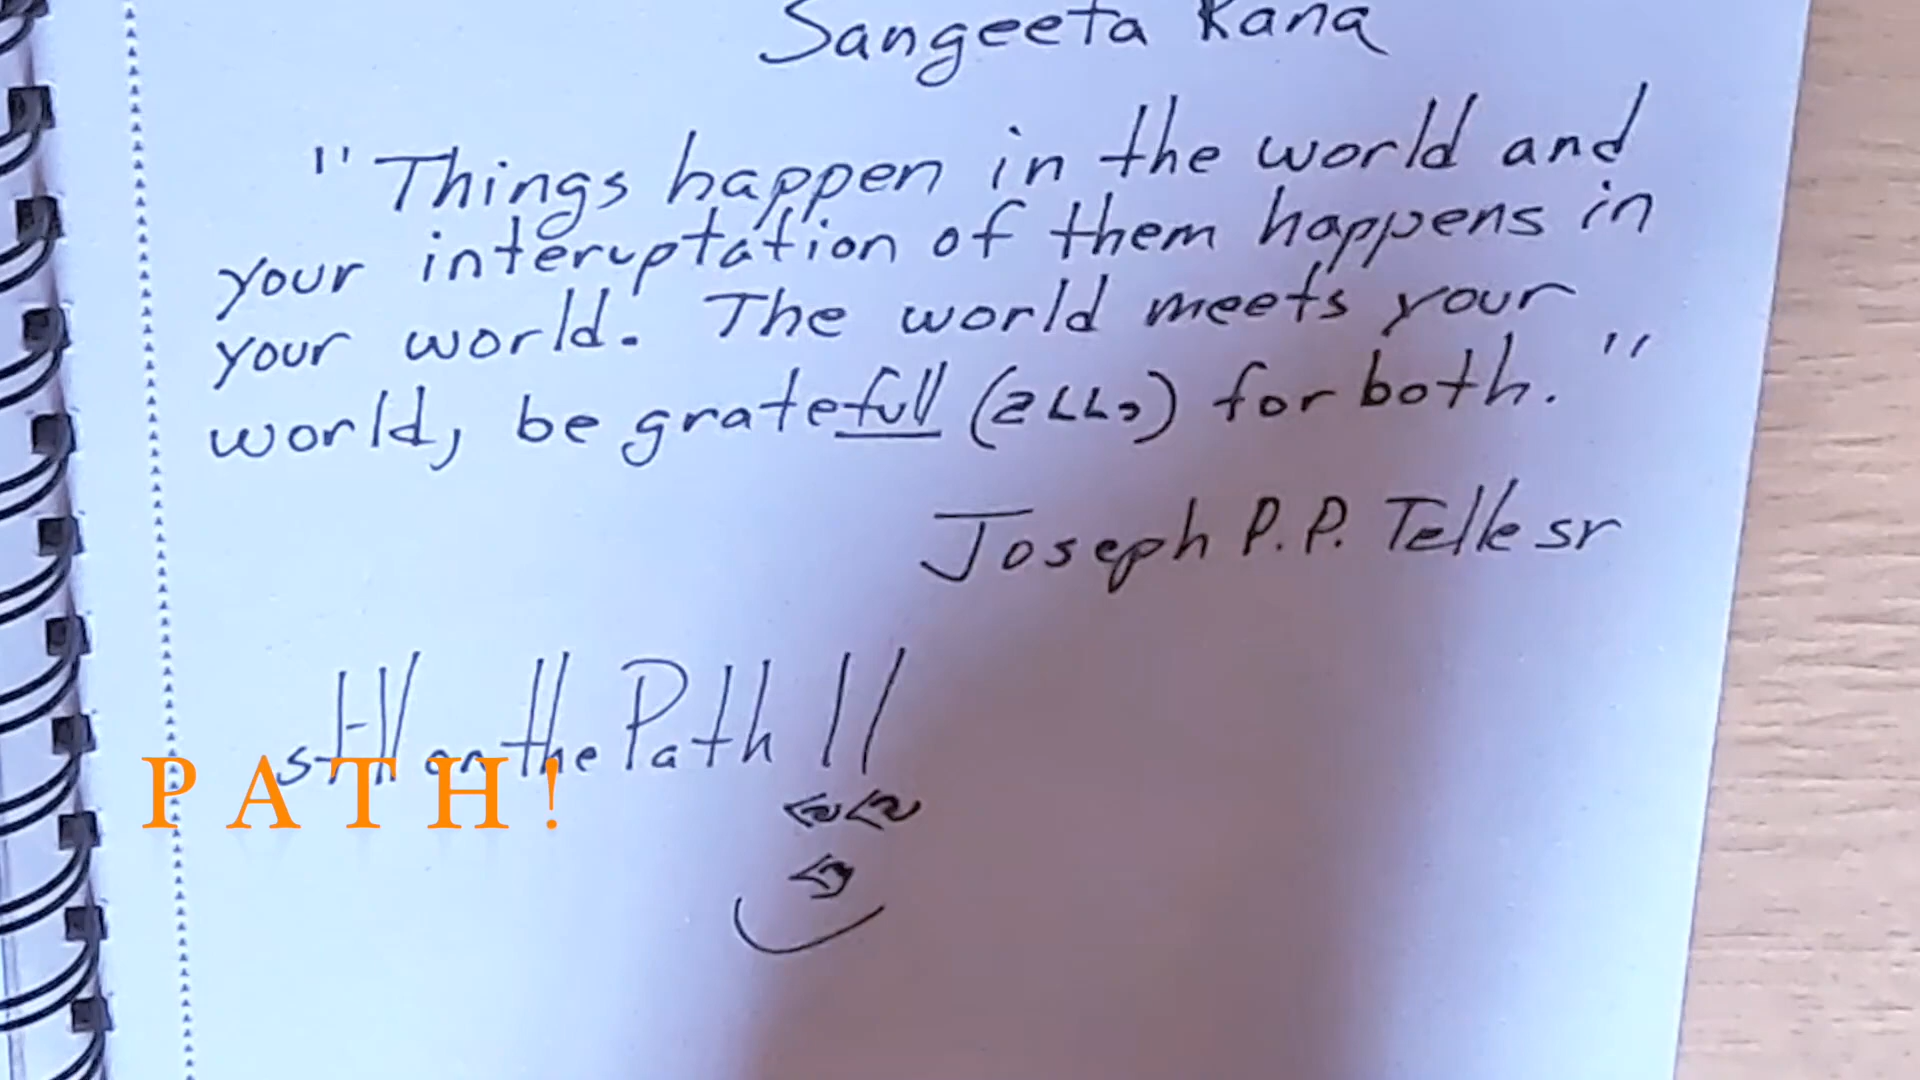 Sangeeta Rana
"Things happen in the world and
your interuptation of them happens in
your world. The world meets your
world, be gratefull (2LLs) for both."
Joseph P.P. Telle sr
still on the Path !!
PATH!